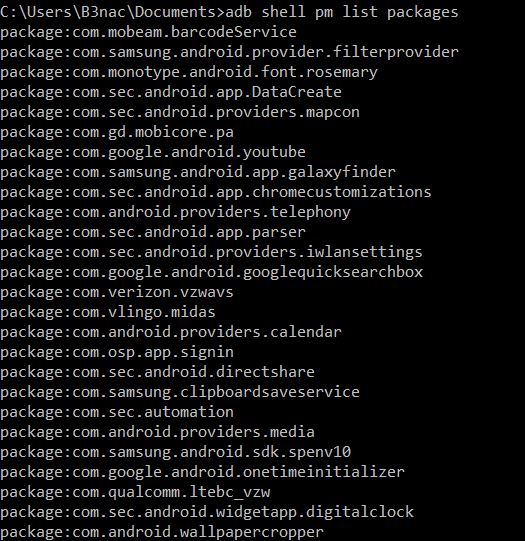 C:\Users\B3nac\Documents>adb shell pm list packages
package:com.mobeam.barcodeService
package:com.samsung.android.provider.filterprovider
package:com.monotype.android.font.rosemary
package:com.sec.android.app.DataCreate
package:com.sec.android.providers.mapcon
package:com.gd.mobicore.pa
package:com.google.android.youtube
package:com.samsung.android.app.galaxyfinder
package:com.sec.android.app.chromecustomizations
package:com.android.providers.telephony
package:com.sec.android.app.parser
package:com.sec.android.providers.iwlansettings
package:com.google.android.googlequicksearchbox
package:com.verizon.vzwavs
package:com.vlingo.midas
package:com.android.providers.calendar
package:com.osp.app.signin
package:com.sec.android.directshare
package:com.samsung.clipboardsaveservice
package:com.sec.automation
package:com.android.providers.media
package:com.samsung.android.sdk.spenv10
package:com.google.android.onetimeinitializer
package:com.qualcomm.ltebc_vzw
package:com.sec.android.widgetapp.digitalclock
package:com.android.wallpapercropper